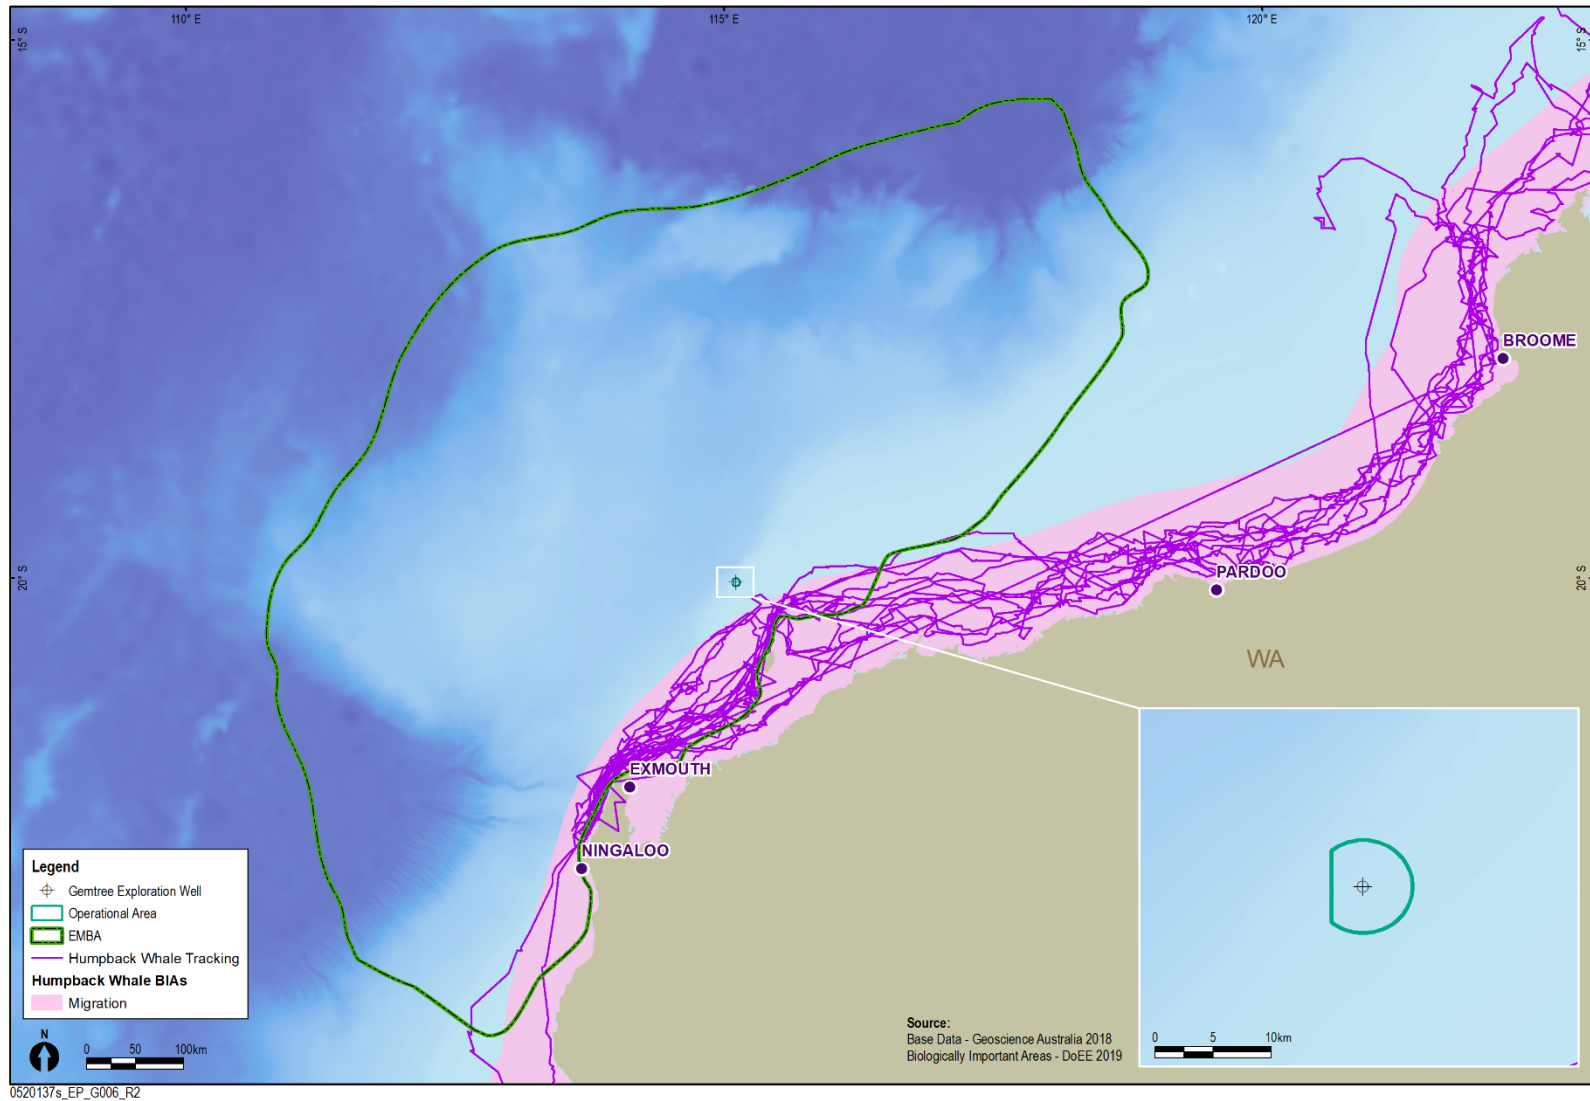 110° E
115° E
120° E
15° S
15° S
BROOME
20° S
20° S
PARDOO
WA
EXMOUTH
NINGALOO
Legend
Gemtree Exploration Well
Operational Area
EMBA
Humpback Whale Tracking
Humpback Whale BIAs
Migration
N
0 50 100km
Source:
Base Data - Geoscience Australia 2018
Biologically Important Areas - DoEE 2019
0 5 10km
0520137s_EP_G006_R2